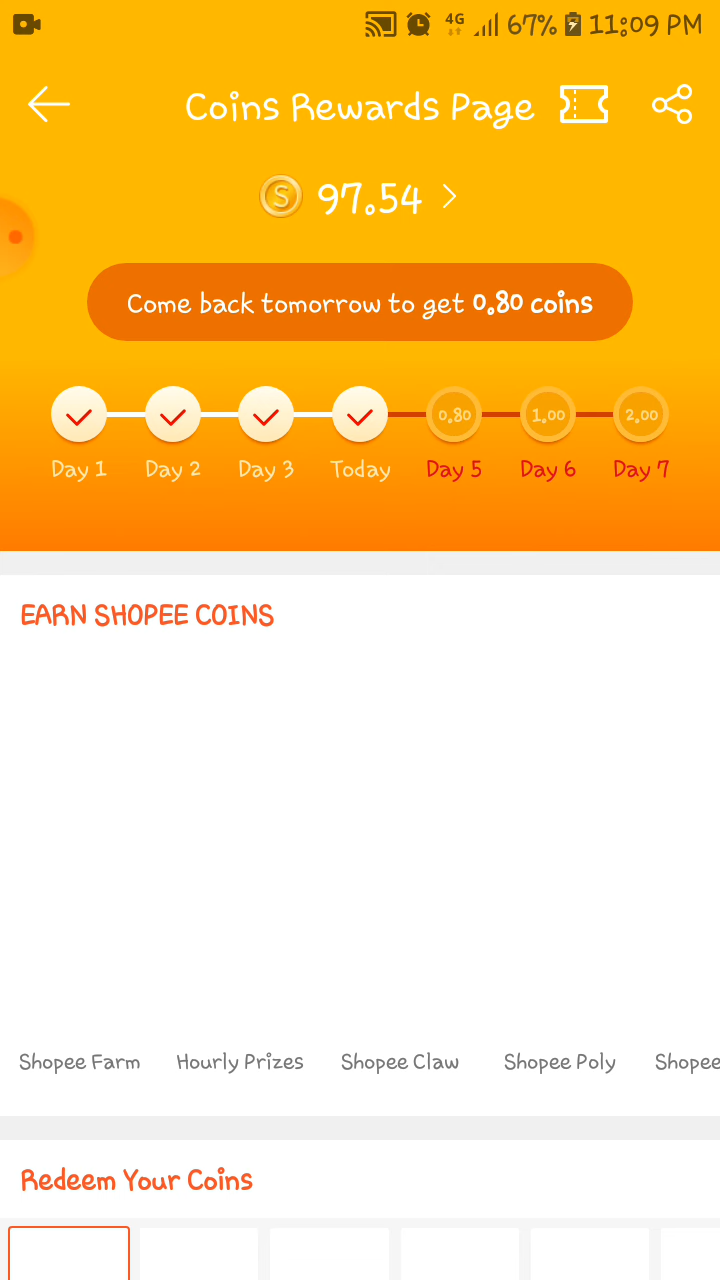 4G 67% 11:09 PM
Coins Rewards Page
S 97.54
Come back tomorrow to get 0.80 coins
0.80 1.00 2.00
Day 1 Day 2 Day 3 Today Day 5 Day 6 Day 7
EARN SHOPEE COINS
Shopee Farm Hourly Prizes Shopee Claw Shopee Poly Shopee
Redeem Your Coins